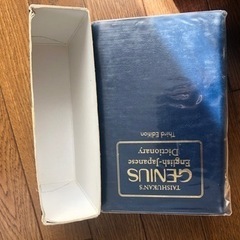 TAISHUKAN'S
GENIUS
English-Japanese
Dictionary
Third Edition